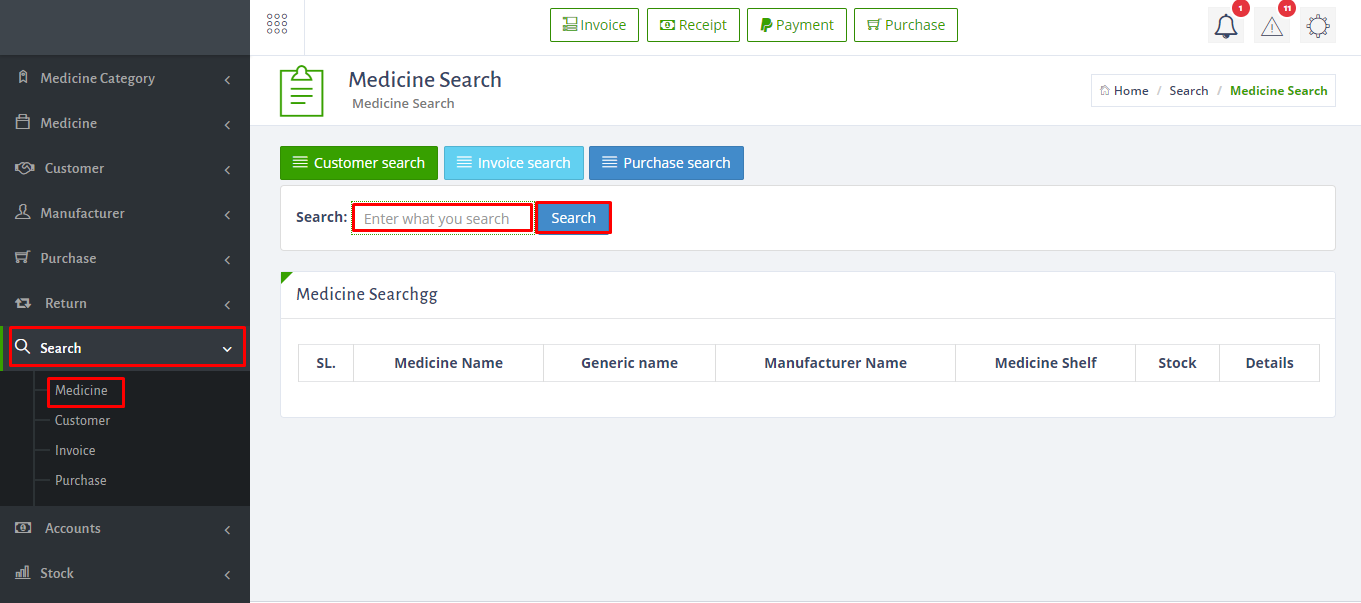 Invoice
Receipt
Payment
Purchase
1
11
Medicine Category
Medicine
Customer
Manufacturer
Purchase
Return
Search
Medicine
Customer
Invoice
Purchase
Accounts
Stock
Medicine Search
Medicine Search
Home / Search / Medicine Search
Customer search
Invoice search
Purchase search
Search: Enter what you search Search
Medicine Searchgg
SL. Medicine Name Generic name Manufacturer Name Medicine Shelf Stock Details